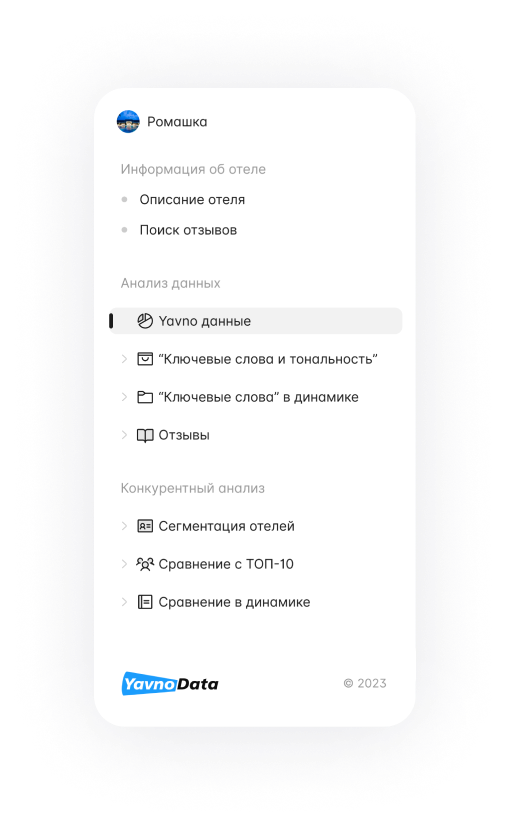 Ромашка
Информация об отеле
Описание отеля
Поиск отзывов
Анализ данных
Yavno данные
“Ключевые слова и тональность”
“Ключевые слова” в динамике
Отзывы
Конкурентный анализ
Сегментация отелей
Сравнение с ТОП-10
Сравнение в динамике
YavnoData
© 2023